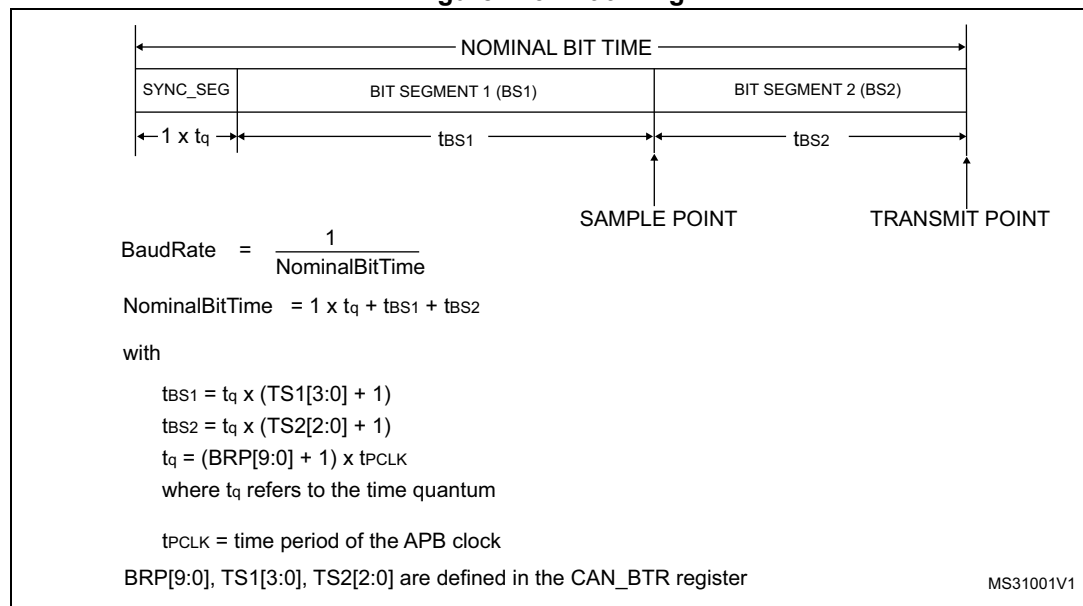 NOMINAL BIT TIME
SYNC_SEG BIT SEGMENT 1 (BS1) BIT SEGMENT 2 (BS2)
1 x tq tBS1 tBS2
SAMPLE POINT TRANSMIT POINT
BaudRate = 1
NominalBitTime
NominalBitTime = 1 x tq + tBS1 + tBS2
with
tBS1 = tq x (TS1[3:0] + 1)
tBS2 = tq x (TS2[2:0] + 1)
tq = (BRP[9:0] + 1) x tPCLK
where tq refers to the time quantum
tPCLK = time period of the APB clock
BRP[9:0], TS1[3:0], TS2[2:0] are defined in the CAN_BTR register
MS31001V1